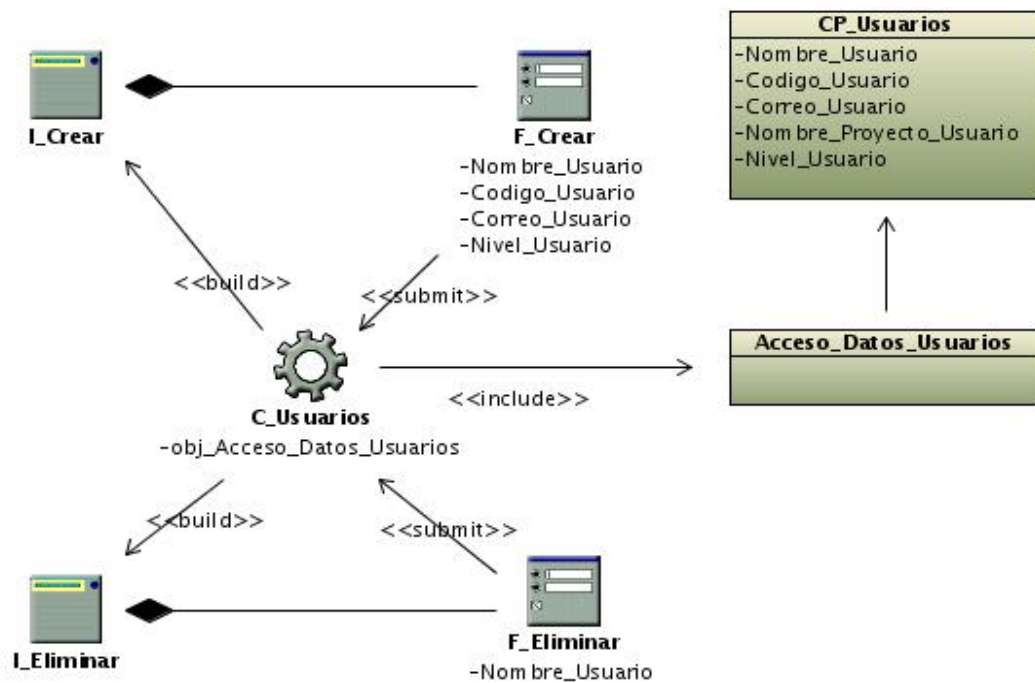 I_Crear
F_Crear
-Nombre_Usuario
-Codigo_Usuario
-Correo_Usuario
-Nivel_Usuario
CP_Usuarios
-Nombre_Usuario
-Codigo_Usuario
-Correo_Usuario
-Nombre_Proyecto_Usuario
-Nivel_Usuario
<<build>>
<<submit>>
C_Usuarios
-obj_Acceso_Datos_Usuarios
<<include>>
Acceso_Datos_Usuarios
<<build>>
<<submit>>
I_Eliminar
F_Eliminar
-Nombre_Usuario